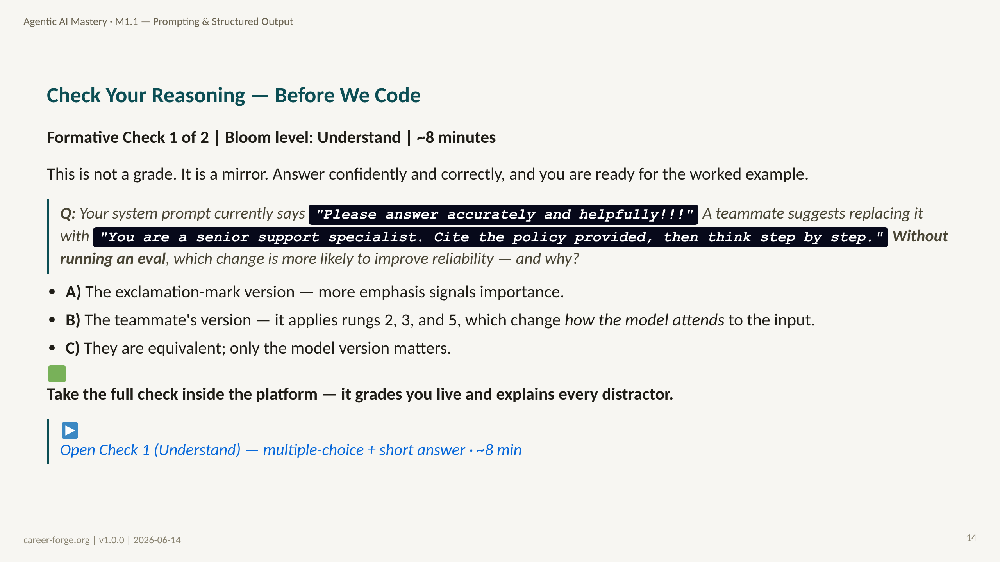 Agentic AI Mastery · M1.1 — Prompting & Structured Output
Check Your Reasoning — Before We Code
Formative Check 1 of 2 | Bloom level: Understand | ~8 minutes
This is not a grade. It is a mirror. Answer confidently and correctly, and you are ready for the worked example.
Q: Your system prompt currently says "Please answer accurately and helpfully!!!" A teammate suggests replacing it
with "You are a senior support specialist. Cite the policy provided, then think step by step." Without
running an eval, which change is more likely to improve reliability — and why?
• A) The exclamation-mark version — more emphasis signals importance.
• B) The teammate's version — it applies rungs 2, 3, and 5, which change how the model attends to the input.
• C) They are equivalent; only the model version matters.
Take the full check inside the platform — it grades you live and explains every distractor.
Open Check 1 (Understand) — multiple-choice + short answer · ~8 min
career-forge.org | v1.0.0 | 2026-06-14
14